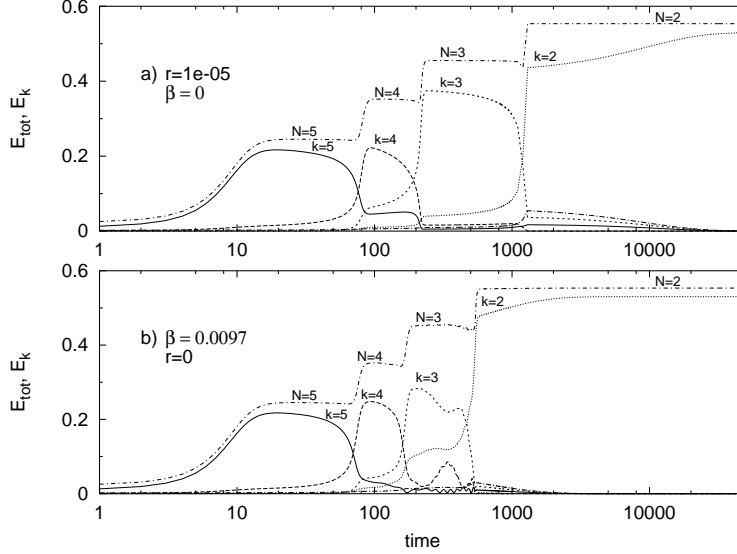 0.6
N=2
k=2
N=3
a) r=1e-05
β=0
k=3
0.4
N=4
E_tot, E_k
N=5
k=5
k=4
0.2
0
1 10 100 1000 10000
0.6
N=2
k=2
N=3
b) β=0.0097
r=0
N=4
0.4
k=3
E_tot, E_k
N=5
k=4
k=5
0.2
0
1 10 100 1000 10000
time